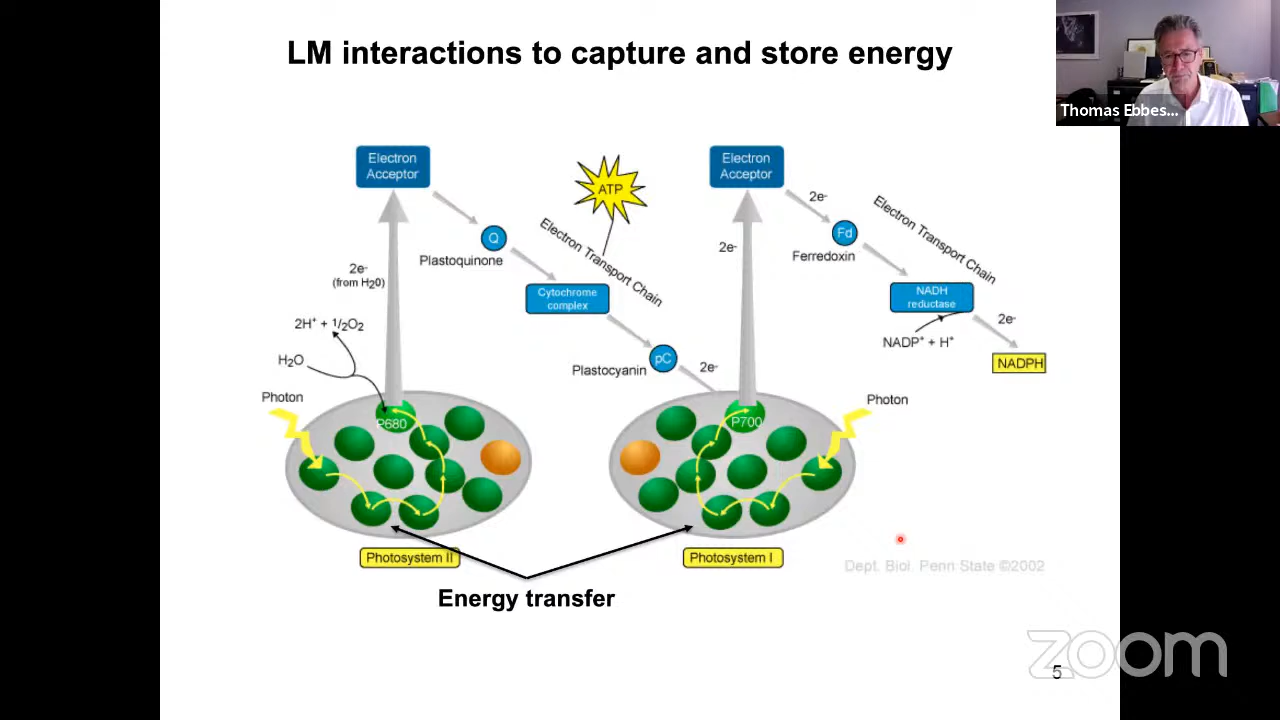 LM interactions to capture and store energy
Thomas Ebbes...
Electron
Acceptor
ATP
Electron
Acceptor
2e-
Electron Transport Chain
Q
Plastoquinone
Electron Transport Chain
Fd
Ferredoxin
2e-
2e-
(from H20)
Cytochrome
complex
NADH
reductase
2H+ + 1/2O2
2e-
NADP+ + H+
H2O
pC
Plastocyanin
2e-
NADPH
Photon
Photon
P680
P700
Photosystem II
Photosystem I
Dept. Biol. Penn State ©2002
Energy transfer
zoom
5